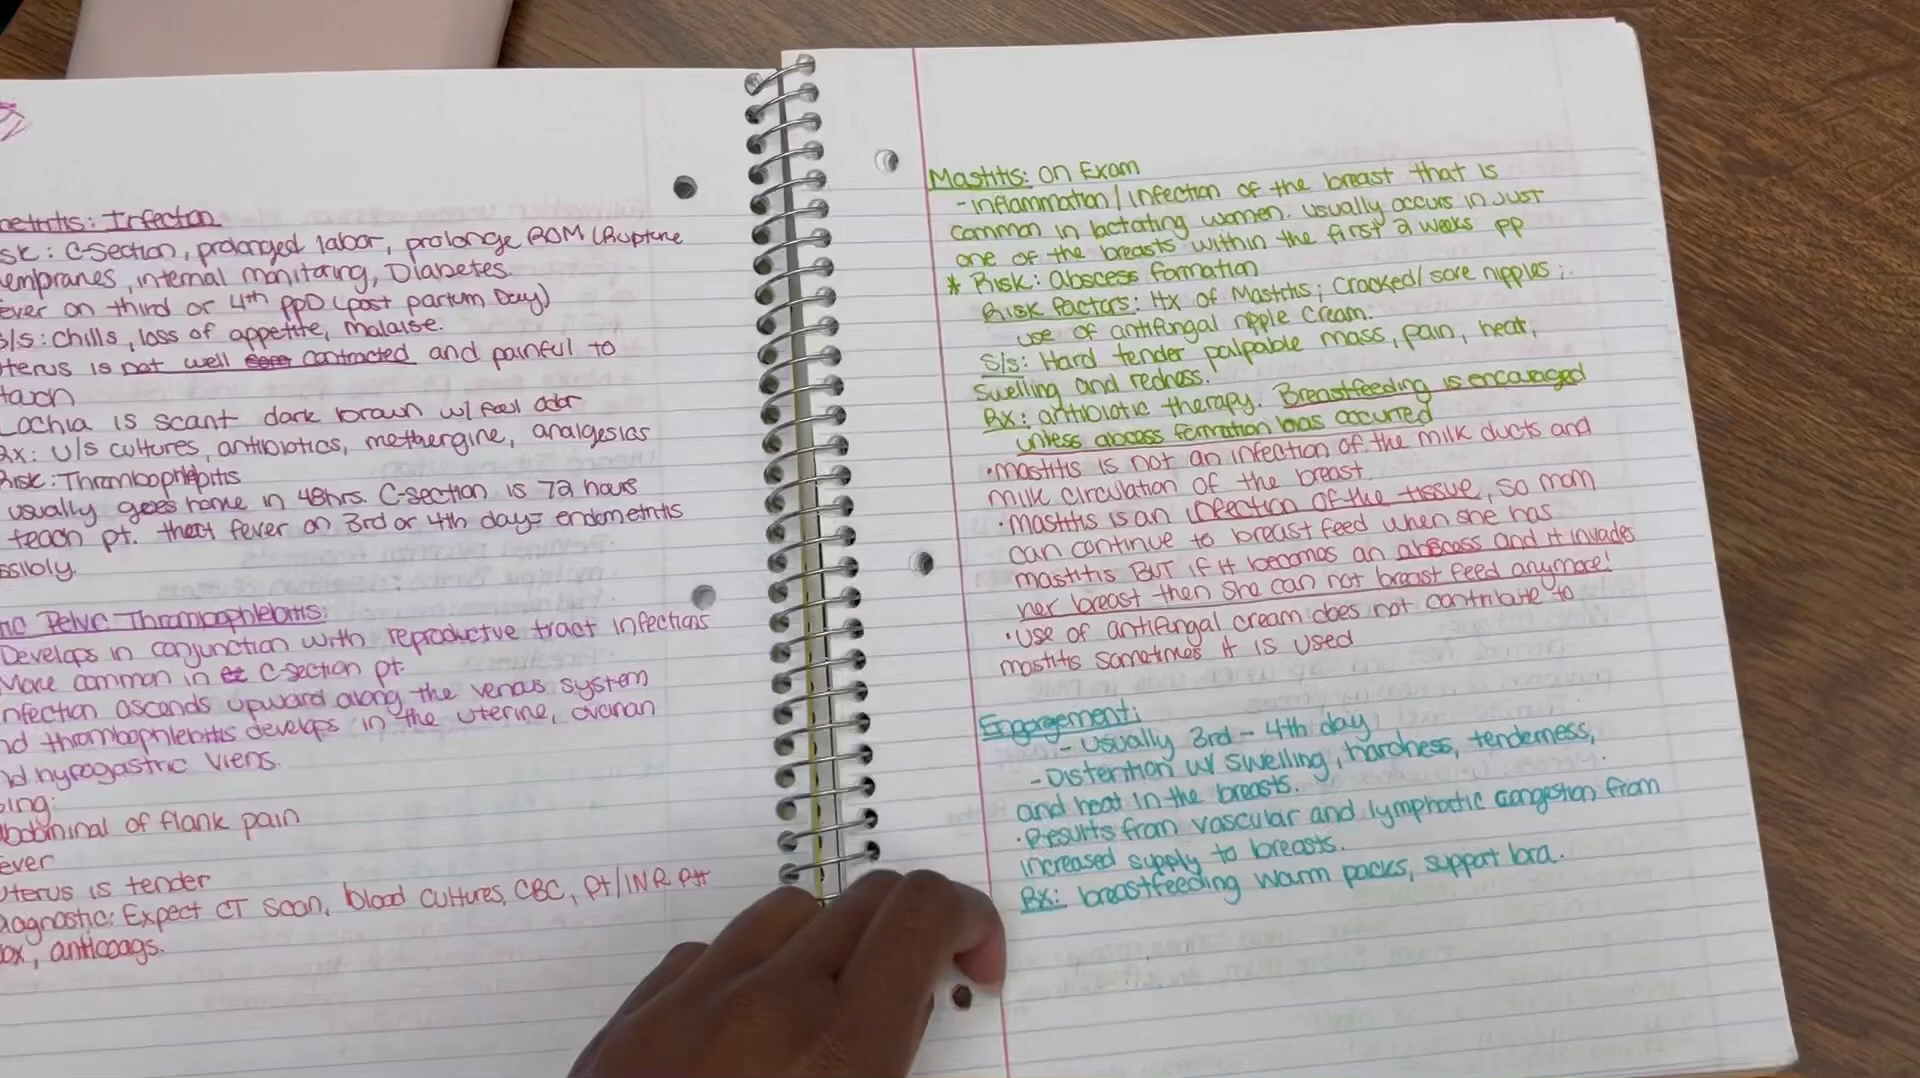 oetritis: Infection
sk: C-Section, prolonged labor, prolonge ROM (Rupture
embranes, internal monitoring, Diabetes.
ever on third or 4th PPD (post partum Day)
S/S: chills, loss of appetite, malaise.
terus is not well contracted and painful to
Lochia is scant dark brown w/ foul odor
Rx: U/S cultures, antibiotics, methergine, analgesias
Risk: Thrombophlebitis
usually goes home in 48hrs. C-section is 72 hours
teach pt. that fever on 3rd or 4th day= endometritis
ssibly.
ic Pelvic Thrombophlebitis:
Develops in conjunction with reproductive tract infections
More common in C-section pt.
nfection ascends upward along the venous system
nd thrombophlebitis develops in the uterine, ovarian
nd hyrogastric viens.
bdominal of flank pain
ever
terus is tender
iagnostic: Expect CT scan, blood cultures, CBC, pt/INR Ptt
ox, anticoags.
Mastitis: on Exam
-inflammation/infection of the breast that is
common in lactating women. usually occurs in Just
one of the breasts within the first 2 weeks pp
* Risk: Abscess formation
Risk factors: Hx of Mastitis; Cracked/sore nipples;
use of antifungal nipple cream.
S/s: Hard tender palpable mass, pain, heat,
Swelling and redness.
Rx: antibiotic therapy. Breastfeeding is encouraged
unless abcess formation has occurred
·mastitis is not an infection of the milk ducts and
milk circulation of the breast.
·Mastitis is an infection of the tissue, so mom
can continue to breast feed when she has
mastitis BUT if it becomes an abscess and it invades
her breast then she can not breast feed anymore!
·Use of antifungal cream does not contribute to
mastitis sometimes it is used
Engorgement:
- Usually 3rd - 4th day
-Distention w/ swelling, hardness, tenderness,
and heat in the breasts.
·Results from vascular and lymphatic congestion from
increased supply to breasts.
Rx: breastfeeding warm packs, support bra.